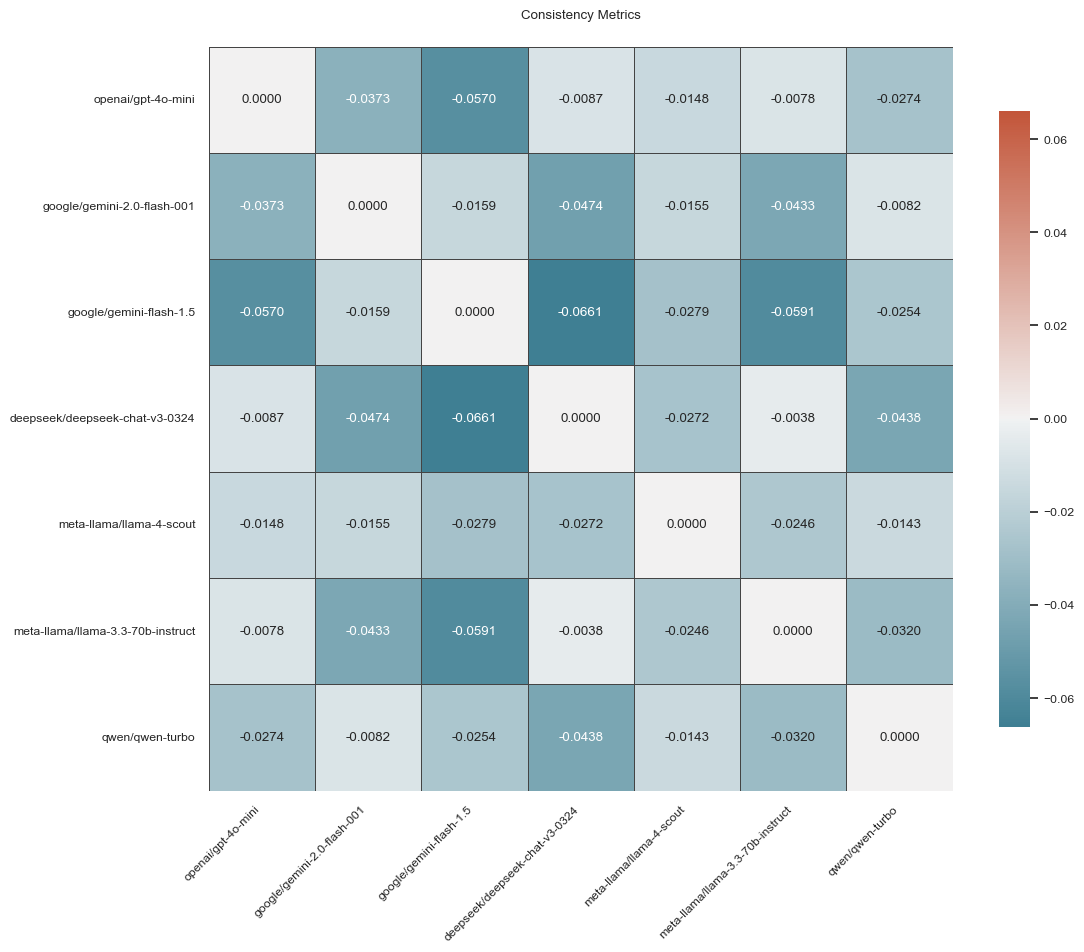 Consistency Metrics
openai/gpt-4o-mini 0.0000 -0.0373 -0.0570 -0.0087 -0.0148 -0.0078 -0.0274
google/gemini-2.0-flash-001 -0.0373 0.0000 -0.0159 -0.0474 -0.0155 -0.0433 -0.0082
google/gemini-flash-1.5 -0.0570 -0.0159 0.0000 -0.0661 -0.0279 -0.0591 -0.0254
deepseek/deepseek-chat-v3-0324 -0.0087 -0.0474 -0.0661 0.0000 -0.0272 -0.0038 -0.0438
meta-llama/llama-4-scout -0.0148 -0.0155 -0.0279 -0.0272 0.0000 -0.0246 -0.0143
meta-llama/llama-3.3-70b-instruct -0.0078 -0.0433 -0.0591 -0.0038 -0.0246 0.0000 -0.0320
qwen/qwen-turbo -0.0274 -0.0082 -0.0254 -0.0438 -0.0143 -0.0320 0.0000
openai/gpt-4o-mini
google/gemini-2.0-flash-001
google/gemini-flash-1.5
deepseek/deepseek-chat-v3-0324
meta-llama/llama-4-scout
meta-llama/llama-3.3-70b-instruct
qwen/qwen-turbo
0.06
0.04
0.02
0.00
−0.02
−0.04
−0.06